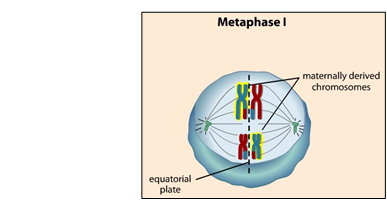 Metaphase I
maternally derived
chromosomes
equatorial
plate